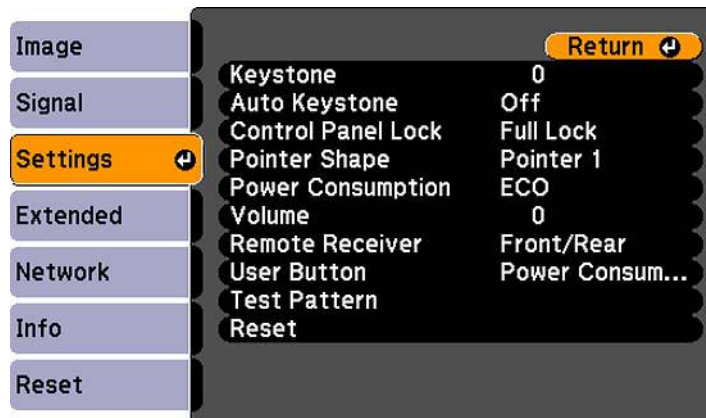 Image
Signal
Settings
Extended
Network
Info
Reset
Return
Keystone 0
Auto Keystone Off
Control Panel Lock Full Lock
Pointer Shape Pointer 1
Power Consumption ECO
Volume 0
Remote Receiver Front/Rear
User Button Power Consum...
Test Pattern
Reset